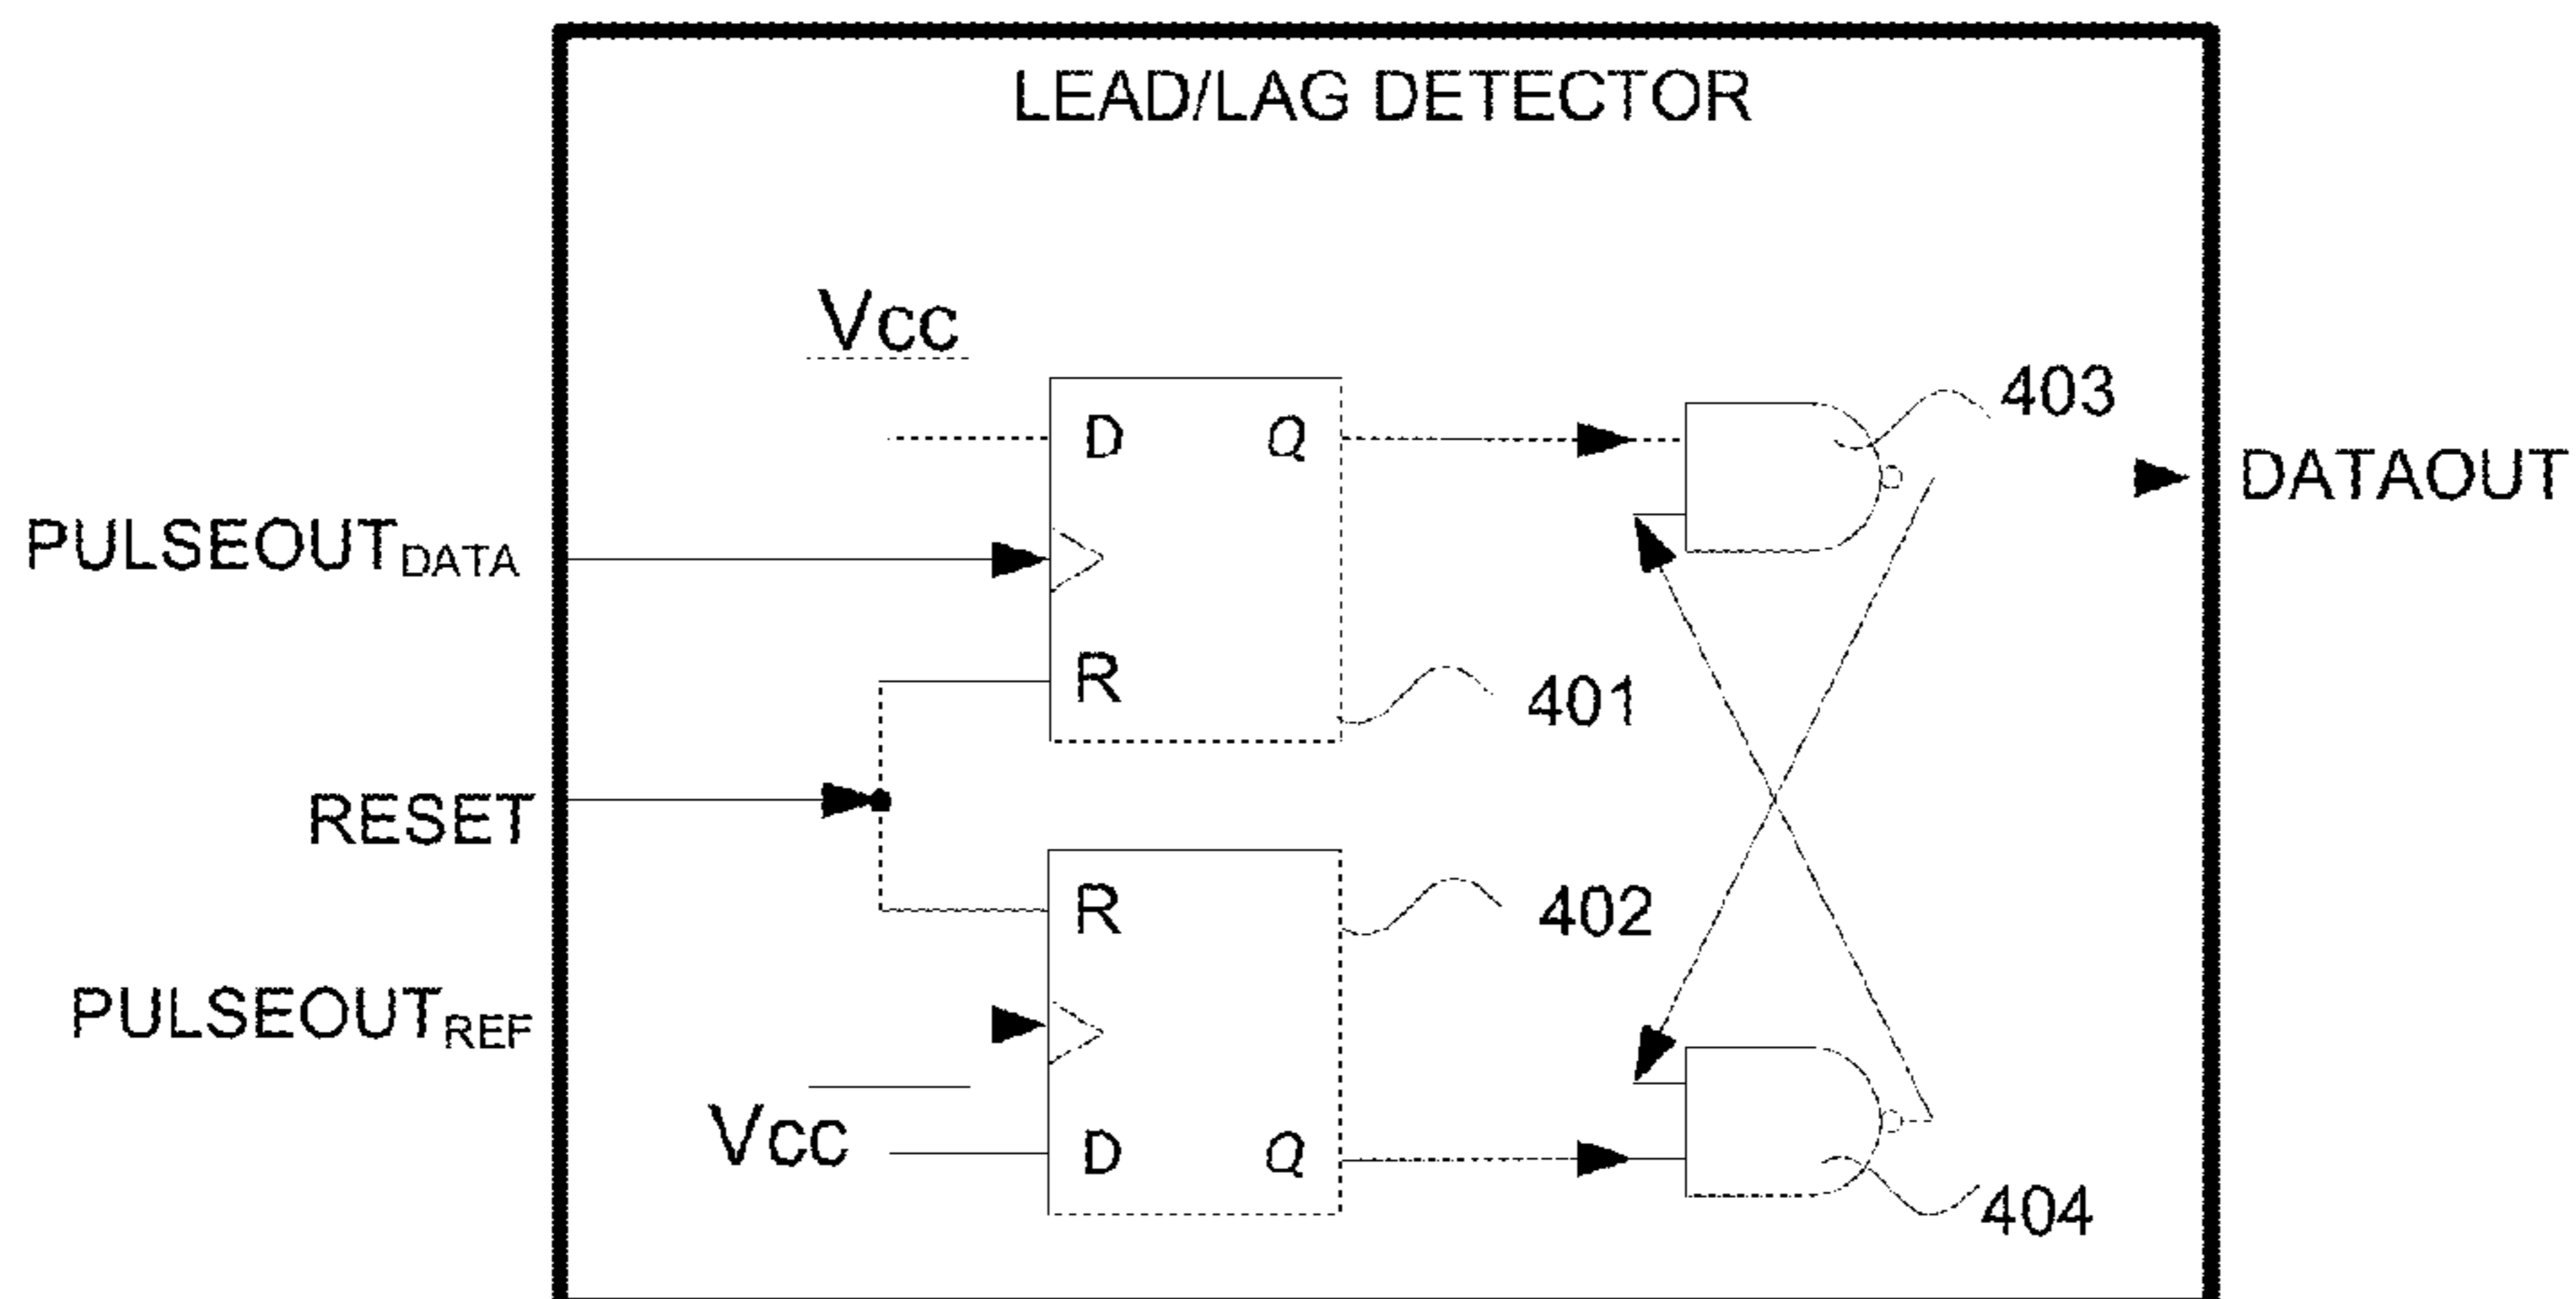 LEAD/LAG DETECTOR
Vcc
D Q
403
DATAOUT
PULSEOUTDATA
R
401
RESET
R
402
PULSEOUTREF
Vcc
D Q
404